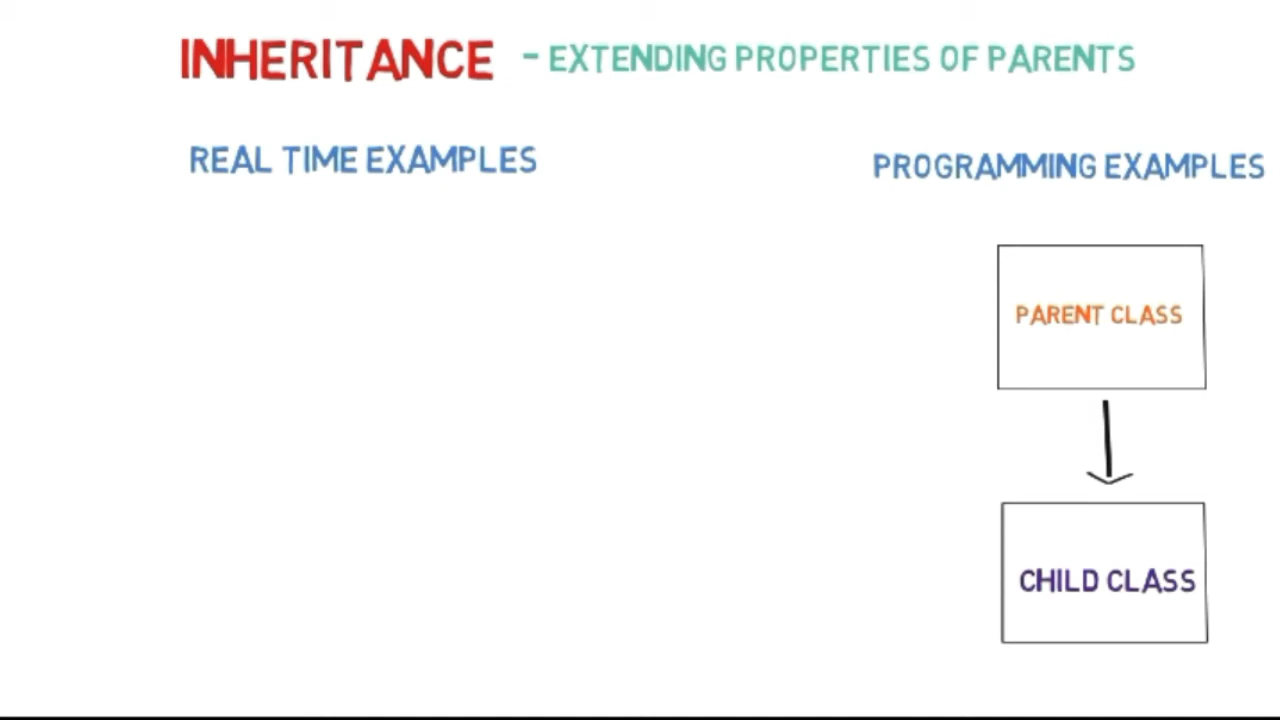 INHERITANCE - EXTENDING PROPERTIES OF PARENTS
REAL TIME EXAMPLES
PROGRAMMING EXAMPLES
PARENT CLASS
CHILD CLASS